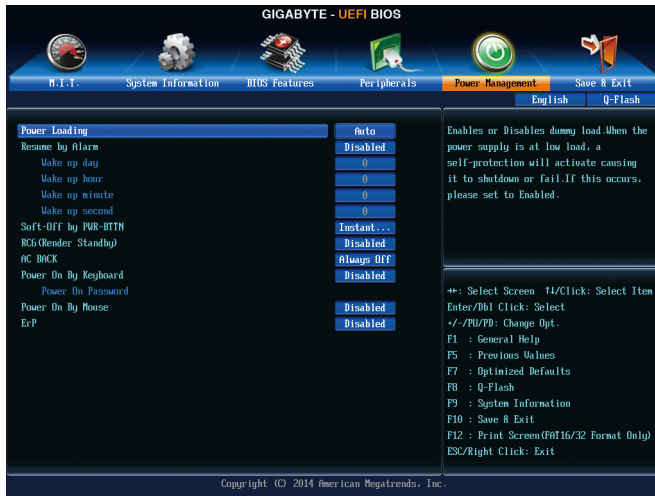 GIGABYTE - UEFI BIOS
M.I.T. System Information BIOS Features Peripherals Power Management Save & Exit
English Q-Flash
Power Loading Auto
Resume by Alarm Disabled
Wake up day 0
Wake up hour 0
Wake up minute 0
Wake up second 0
Soft-Off by PWR-BTTN Instant...
RC6(Render Standby) Disabled
AC BACK Always Off
Power On By Keyboard Disabled
Power On Password
Power On By Mouse Disabled
ErP Disabled
Enables or Disables dummy load.When the
power supply is at low load, a
self-protection will activate causing
it to shutdown or fail.If this occurs,
please set to Enabled.
→←: Select Screen ↑↓/Click: Select Item
Enter/Dbl Click: Select
+/-/PU/PD: Change Opt.
F1 : General Help
F5 : Previous Values
F7 : Optimized Defaults
F8 : Q-Flash
F9 : System Information
F10 : Save & Exit
F12 : Print Screen(FAT16/32 Format Only)
ESC/Right Click: Exit
Copyright (C) 2014 American Megatrends, Inc.